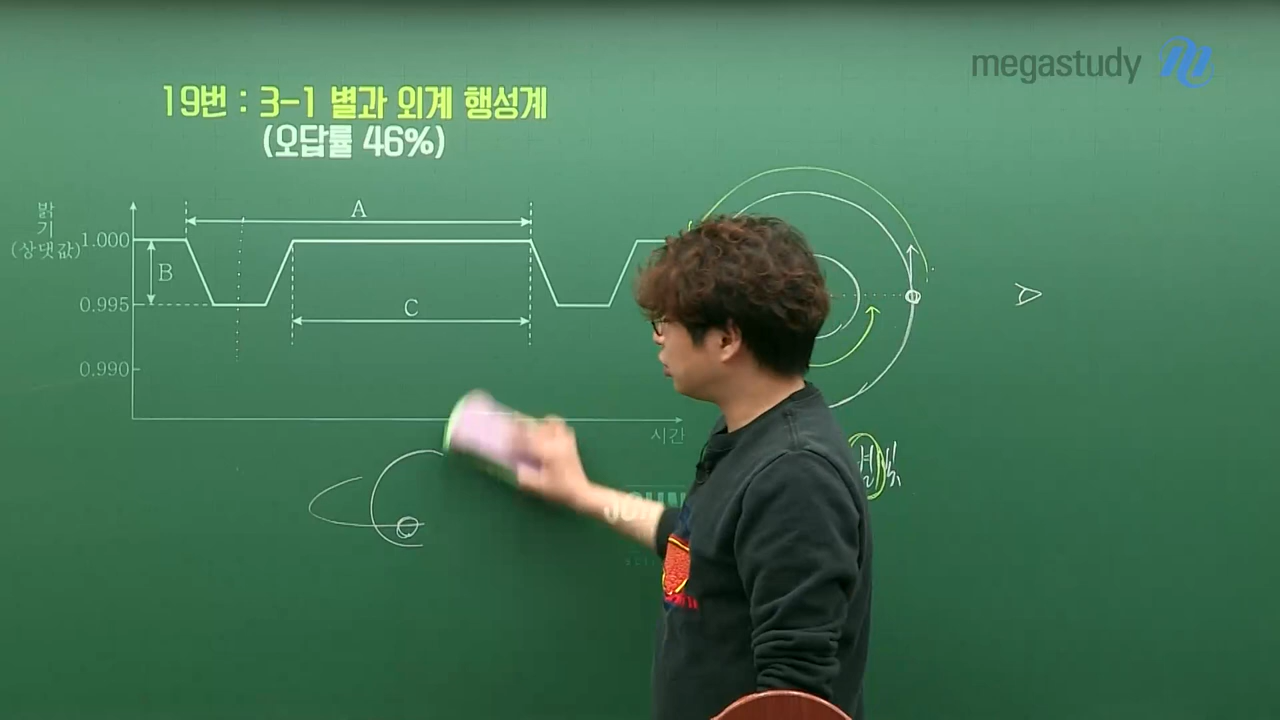 megastudy
19번 : 3-1 별과 외계 행성계
(오답률 46%)
밝
기
(상댓값)
1.000
0.995
0.990
A
B
C
시간